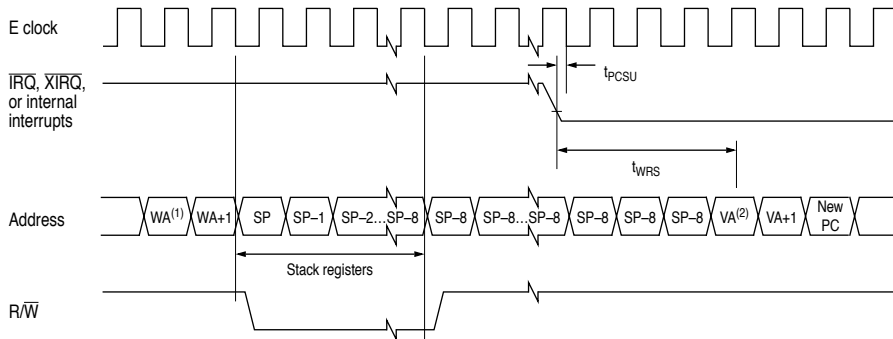 E clock
IRQ, XIRQ,
or internal
interrupts
tPCSU
tWRS
Address
WA(1) WA+1 SP SP–1 SP–2...SP–8 SP–8 SP–8...SP–8 SP–8 SP–8 SP–8 VA(2) VA+1 New PC
Stack registers
R/W